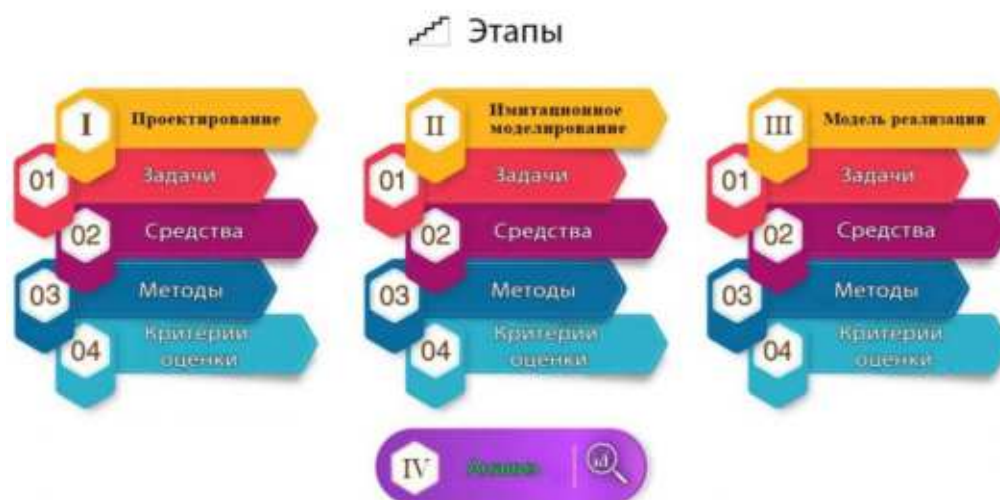 Этапы
I Проектирование
01 Задачи
02 Средства
03 Методы
04 Критерии
оценки
II Имитационное
моделирование
01 Задачи
02 Средства
03 Методы
04 Критерии
оценки
III Модель реализации
01 Задачи
02 Средства
03 Методы
04 Критерии
оценки
IV Анализ